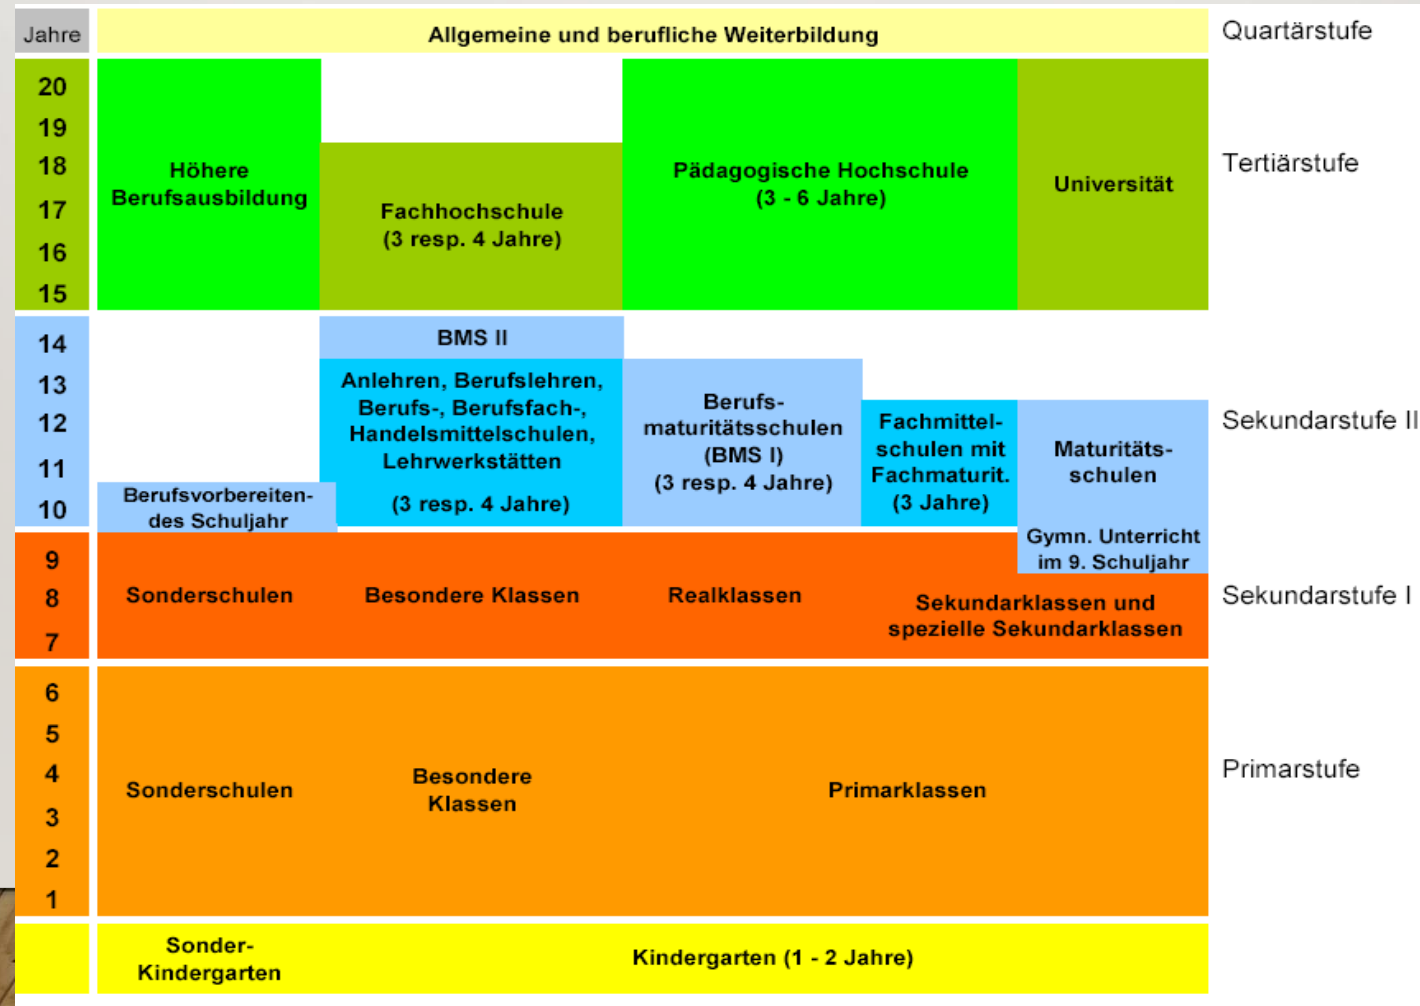 Jahre
Allgemeine und berufliche Weiterbildung
Quartärstufe
20
19
18
17
16
15
Höhere
Berufsausbildung
Fachhochschule
(3 resp. 4 Jahre)
Pädagogische Hochschule
(3 - 6 Jahre)
Universität
Tertiärstufe
14
13
12
11
10
BMS II
Anlehren, Berufslehren,
Berufs-, Berufsfach-,
Handelsmittelschulen,
Lehrwerkstätten
(3 resp. 4 Jahre)
Berufsvorbereiten-
des Schuljahr
Berufs-
maturitätsschulen
(BMS I)
(3 resp. 4 Jahre)
Fachmittel-
schulen mit
Fachmaturit.
(3 Jahre)
Maturitäts-
schulen
Gymn. Unterricht
im 9. Schuljahr
Sekundarstufe II
9
8
7
Sonderschulen
Besondere Klassen
Realklassen
Sekundarklassen und
spezielle Sekundarklassen
Sekundarstufe I
6
5
4
3
2
1
Sonderschulen
Besondere
Klassen
Primarklassen
Primarstufe
Sonder-
Kindergarten
Kindergarten (1 - 2 Jahre)